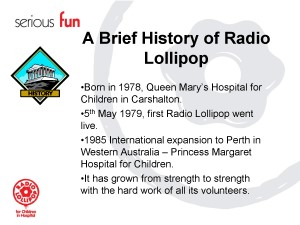 serious fun
A Brief History of Radio
Lollipop
HISTORY
•Born in 1978, Queen Mary's Hospital for
Children in Carshalton.
•5th May 1979, first Radio Lollipop went
live.
•1985 International expansion to Perth in
Western Australia – Princess Margaret
Hospital for Children.
•It has grown from strength to strength
with the hard work of all its volunteers.
RADIO
LOLLIPOP
for Children
in Hospital